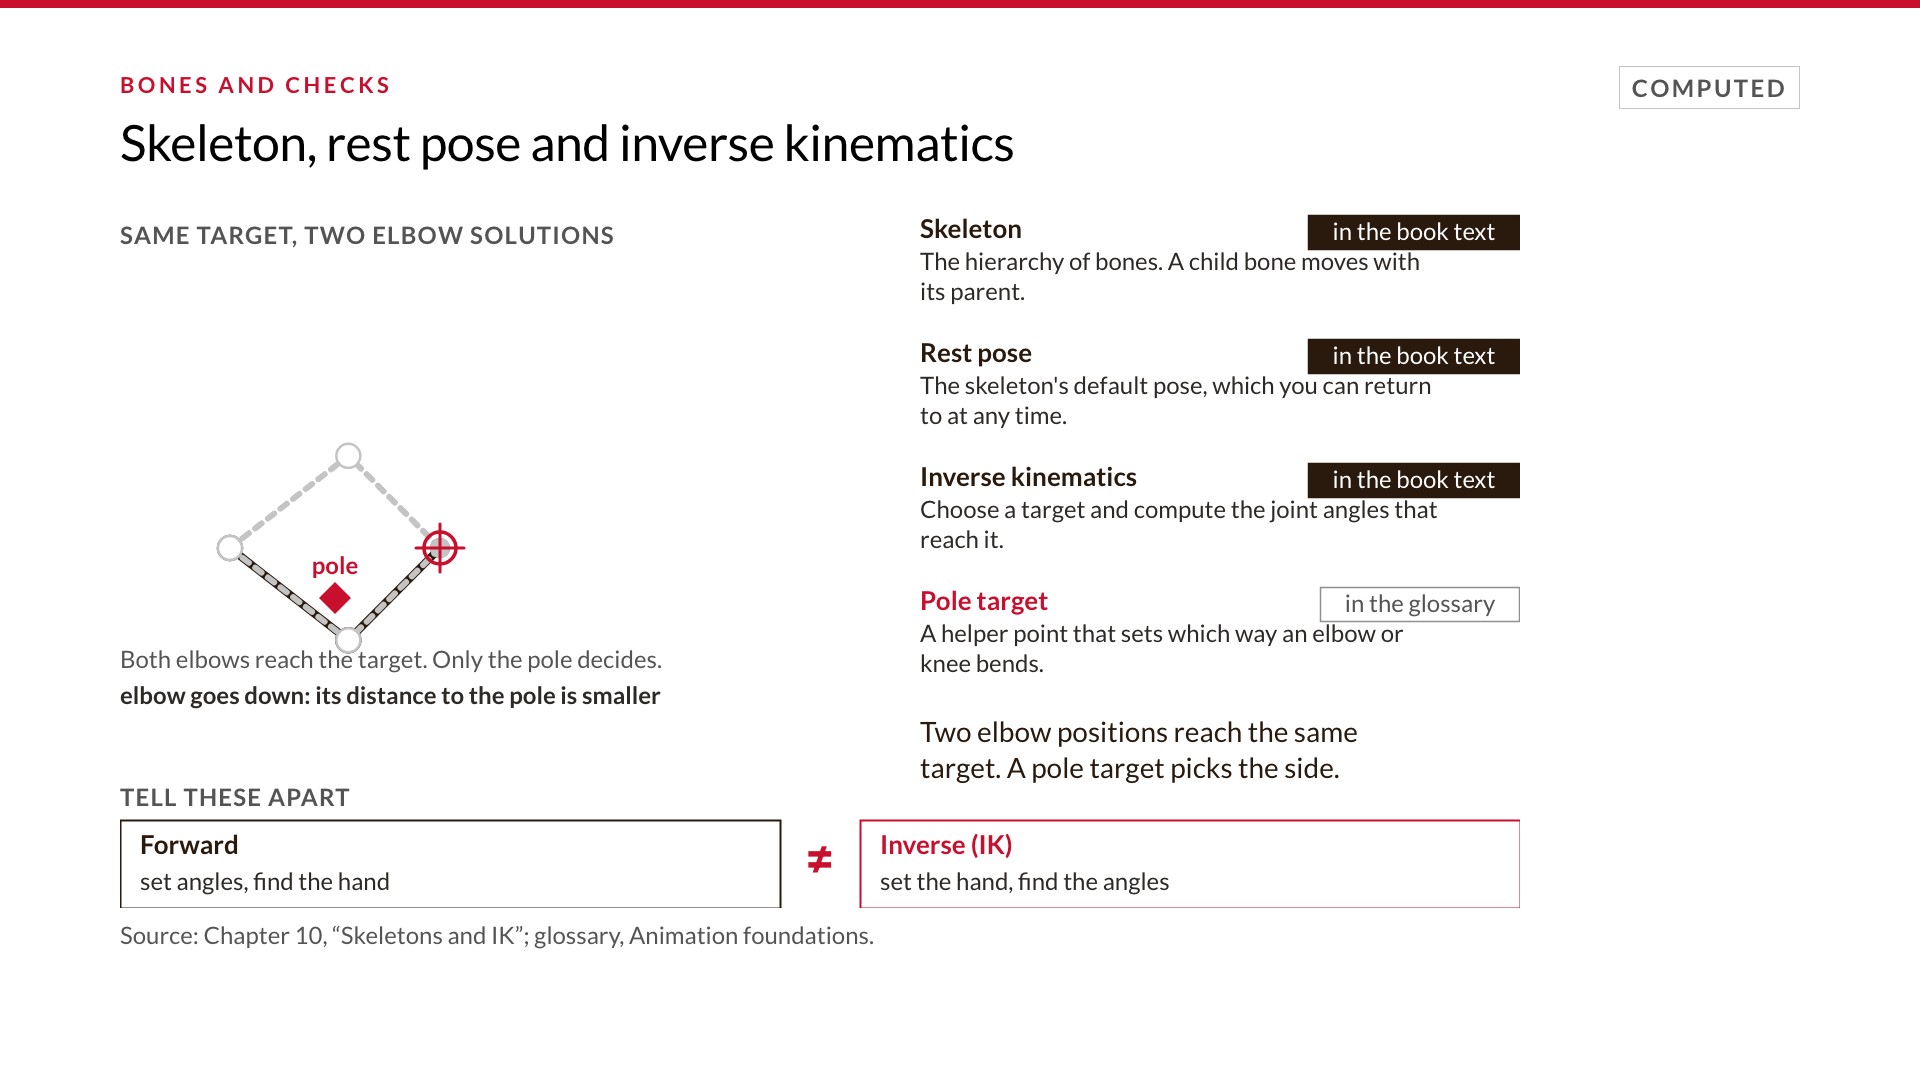 BONES AND CHECKS
COMPUTED
Skeleton, rest pose and inverse kinematics
SAME TARGET, TWO ELBOW SOLUTIONS
pole
Both elbows reach the target. Only the pole decides.
elbow goes down: its distance to the pole is smaller
Skeleton
in the book text
The hierarchy of bones. A child bone moves with
its parent.
Rest pose
in the book text
The skeleton's default pose, which you can return
to at any time.
Inverse kinematics
in the book text
Choose a target and compute the joint angles that
reach it.
Pole target
in the glossary
A helper point that sets which way an elbow or
knee bends.
Two elbow positions reach the same
target. A pole target picks the side.
TELL THESE APART
Forward
set angles, find the hand
≠
Inverse (IK)
set the hand, find the angles
Source: Chapter 10, “Skeletons and IK”; glossary, Animation foundations.